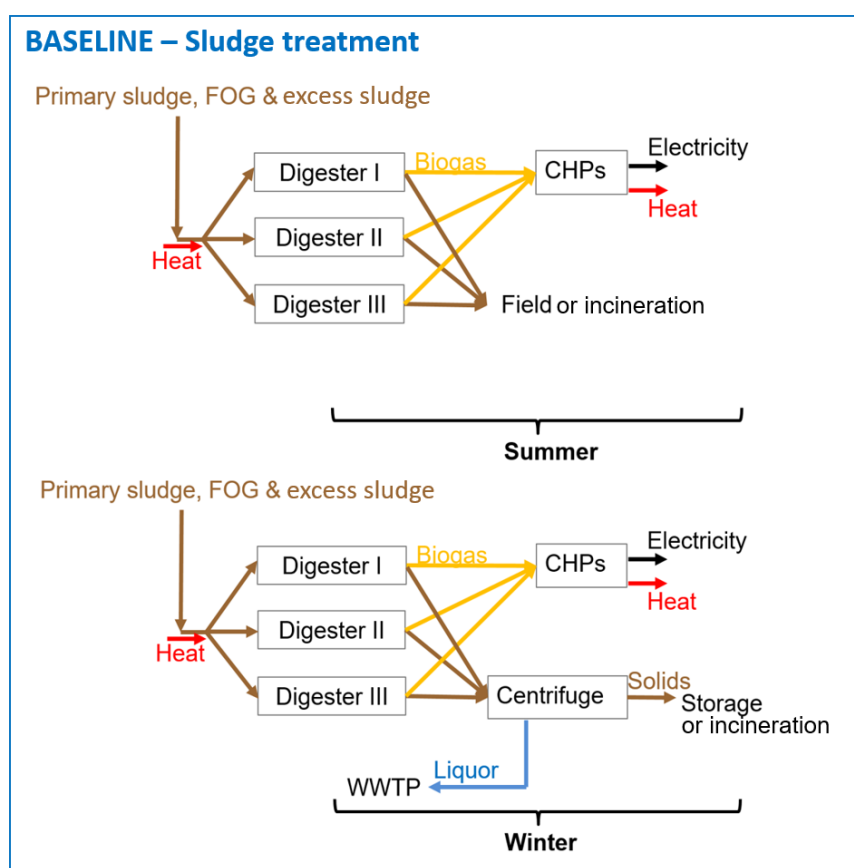 BASELINE – Sludge treatment
Primary sludge, FOG & excess sludge
Electricity
Digester I
Biogas
CHPs
Heat
Digester II
Heat
Digester III
Field or incineration
Summer
Primary sludge, FOG & excess sludge
Electricity
Digester I
Biogas
CHPs
Heat
Digester II
Heat
Digester III
Centrifuge
Solids
Storage
or incineration
Liquor
WWTP
Winter